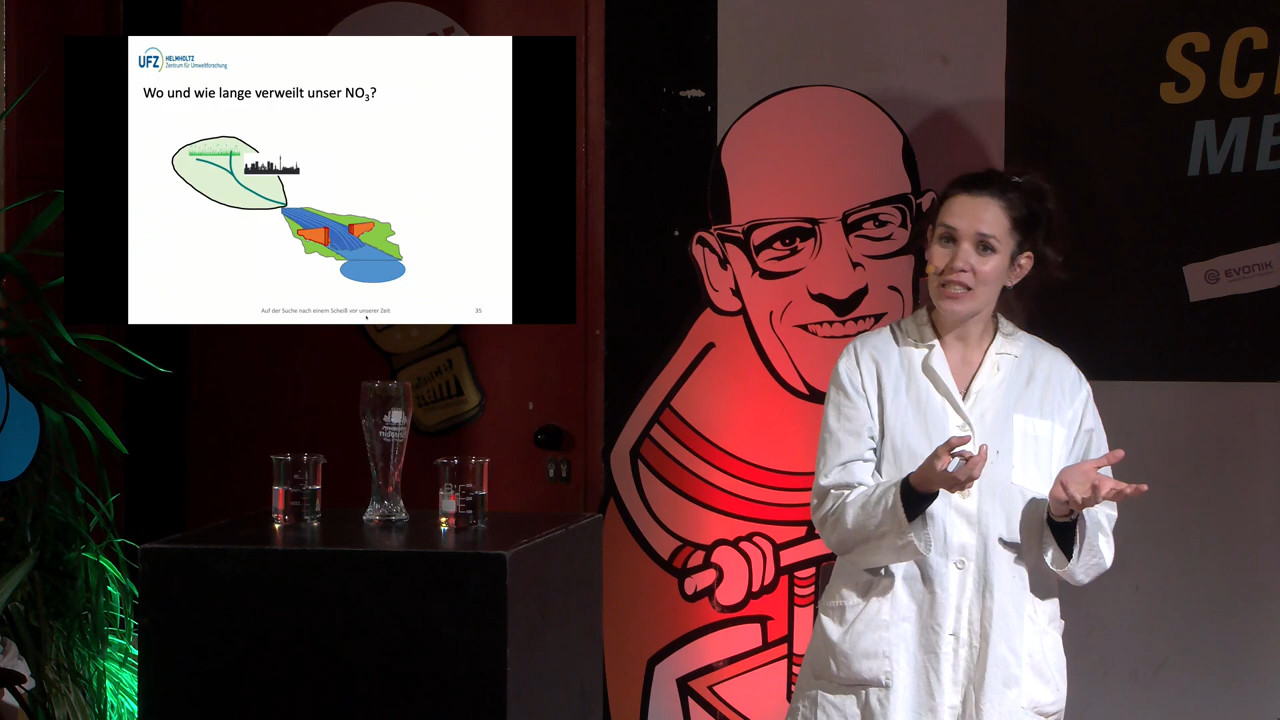 UFZ HELMHOLTZ
Zentrum für Umweltforschung
Wo und wie lange verweilt unser NO₃?
Auf der Suche nach einem Scheiß vor unserer Zeit
35
SC
ME
EVONIK